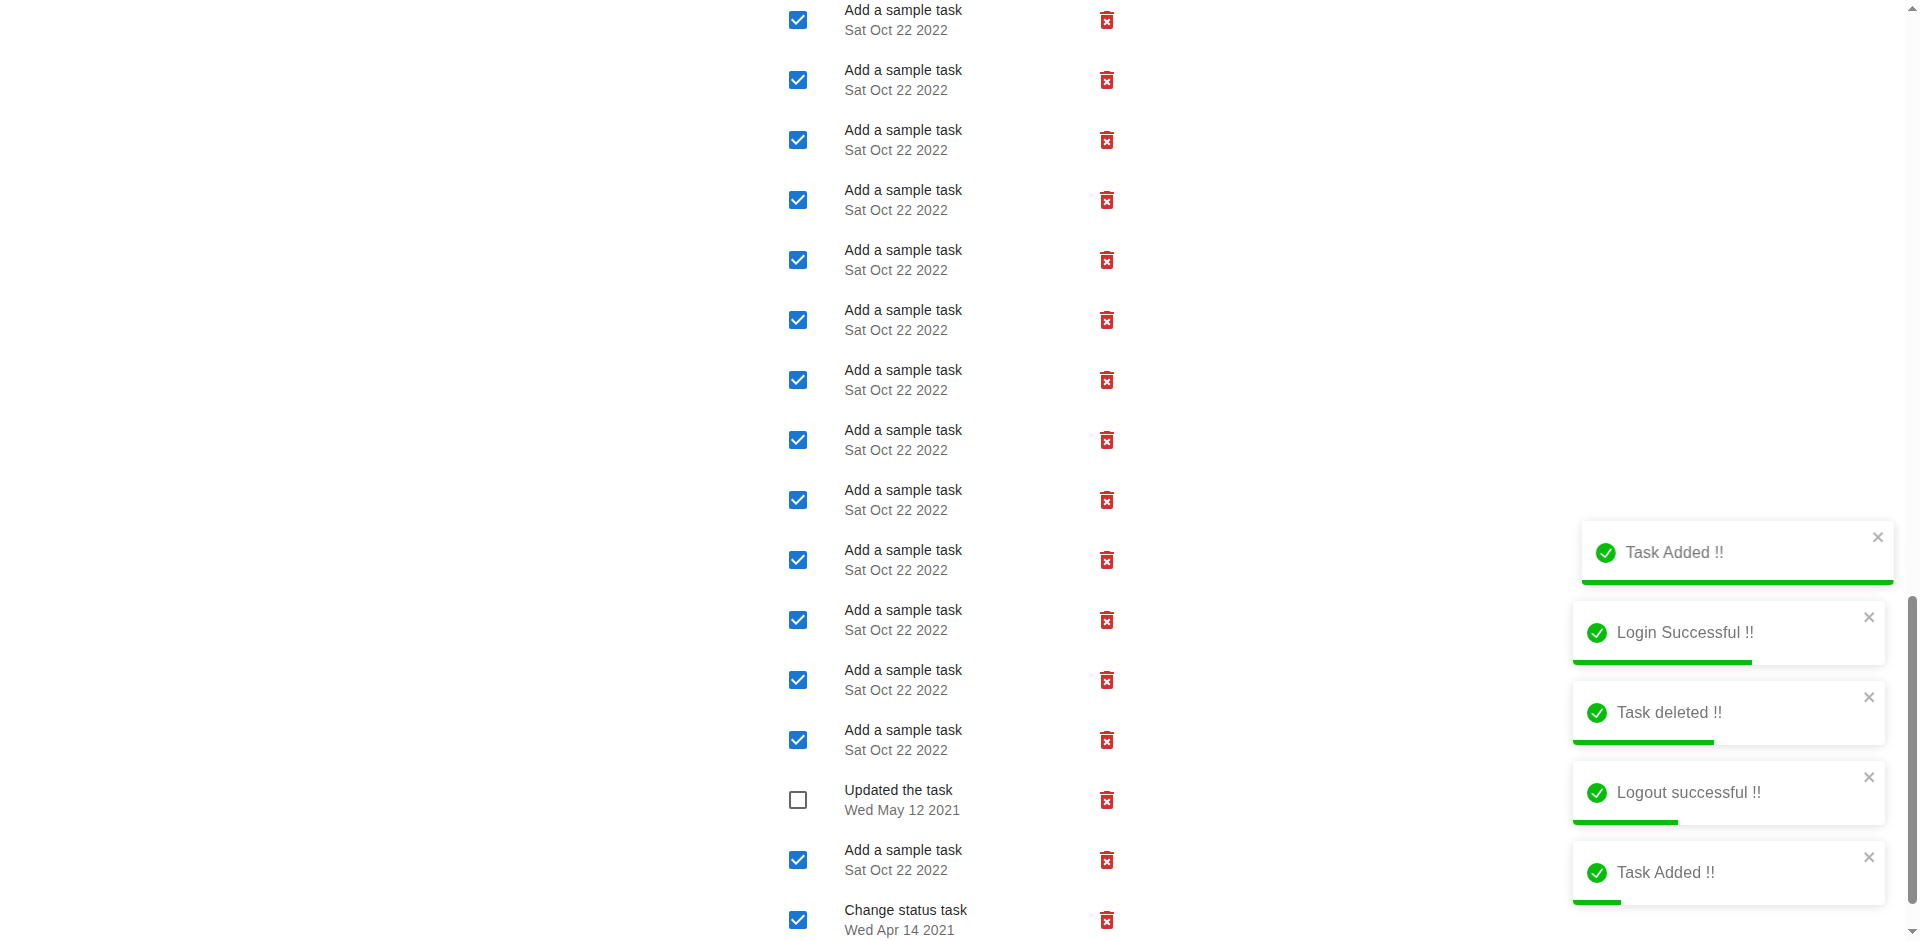 Add a sample task
Sat Oct 22 2022
Add a sample task
Sat Oct 22 2022
Add a sample task
Sat Oct 22 2022
Add a sample task
Sat Oct 22 2022
Add a sample task
Sat Oct 22 2022
Add a sample task
Sat Oct 22 2022
Add a sample task
Sat Oct 22 2022
Add a sample task
Sat Oct 22 2022
Add a sample task
Sat Oct 22 2022
Add a sample task
Sat Oct 22 2022
Add a sample task
Sat Oct 22 2022
Add a sample task
Sat Oct 22 2022
Add a sample task
Sat Oct 22 2022
Updated the task
Wed May 12 2021
Add a sample task
Sat Oct 22 2022
Change status task
Wed Apr 14 2021
Task Added !!
Login Successful !!
Task deleted !!
Logout successful !!
Task Added !!